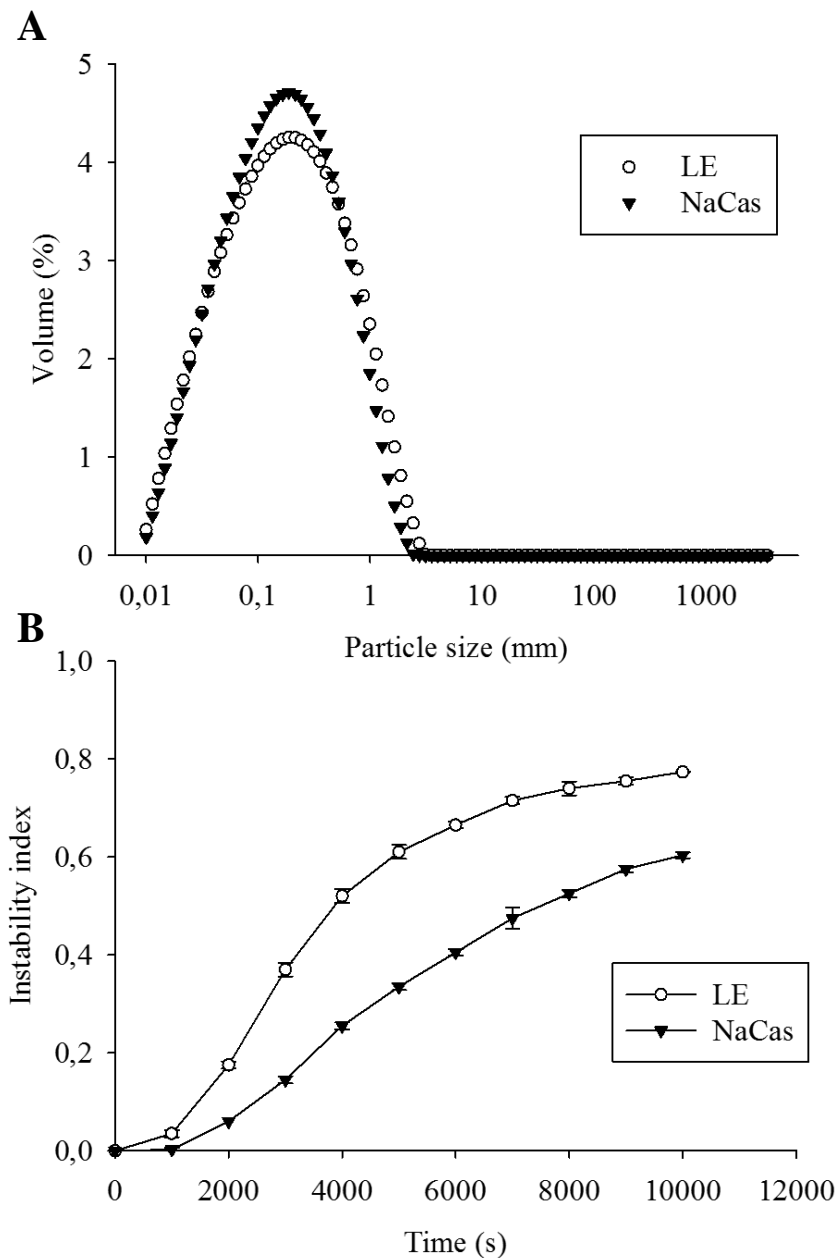 A
5
4
3
2
1
0
Volume (%)
LE
NaCas
0,01 0,1 1 10 100 1000
Particle size (mm)
B
1,0
0,8
0,6
0,4
0,2
0,0
Instability index
LE
NaCas
0 2000 4000 6000 8000 10000 12000
Time (s)